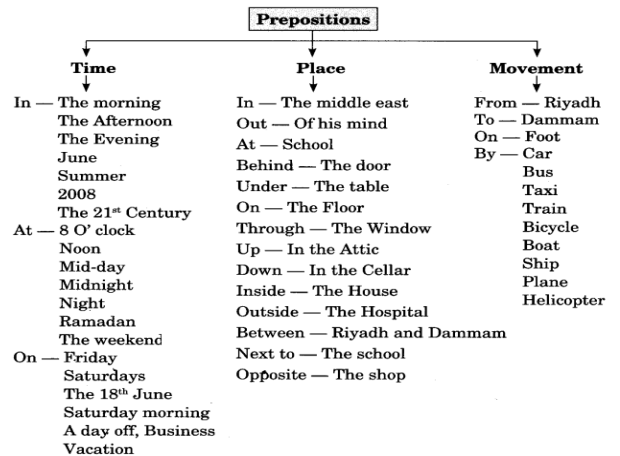 Prepositions
Time
In — The morning
The Afternoon
The Evening
June
Summer
2008
The 21st Century
At — 8 O' clock
Noon
Mid-day
Midnight
Night
Ramadan
The weekend
On — Friday
Saturdays
The 18th June
Saturday morning
A day off, Business
Vacation
Place
In — The middle east
Out — Of his mind
At — School
Behind — The door
Under — The table
On — The Floor
Through — The Window
Up — In the Attic
Down — In the Cellar
Inside — The House
Outside — The Hospital
Between — Riyadh and Dammam
Next to — The school
Opposite — The shop
Movement
From — Riyadh
To — Dammam
On — Foot
By — Car
Bus
Taxi
Train
Bicycle
Boat
Ship
Plane
Helicopter